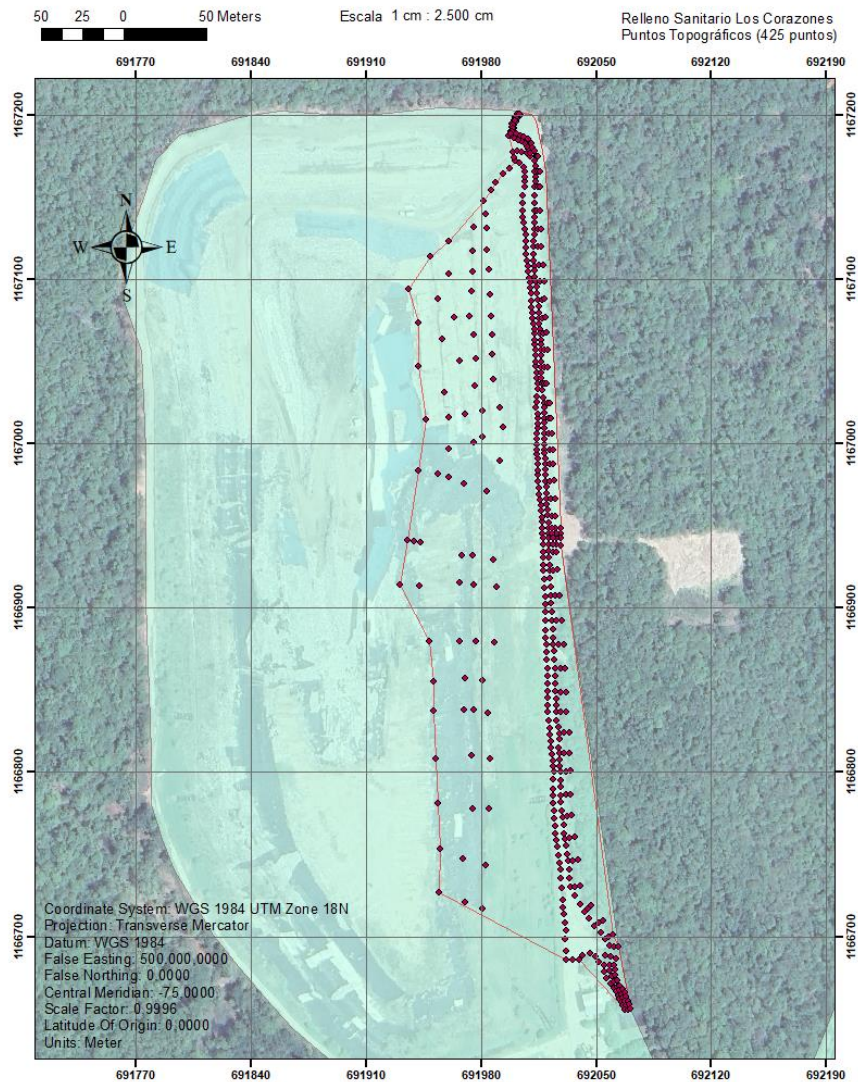 50 25 0 50 Meters
Escala 1 cm : 2.500 cm
Relleno Sanitario Los Corazones
Puntos Topográficos (425 puntos)
691770 691840 691910 691980 692050 692120 692190
1167200 1167200
N
W E
S
1167100 1167100
1167000 1167000
1166900 1166900
1166800 1166800
1166700 1166700
Coordinate System: WGS 1984 UTM Zone 18N
Projection: Transverse Mercator
Datum: WGS 1984
False Easting: 500.000,0000
False Northing: 0,0000
Central Meridian: -75,0000
Scale Factor: 0,9996
Latitude Of Origin: 0,0000
Units: Meter
691770 691840 691910 691980 692050 692120 692190